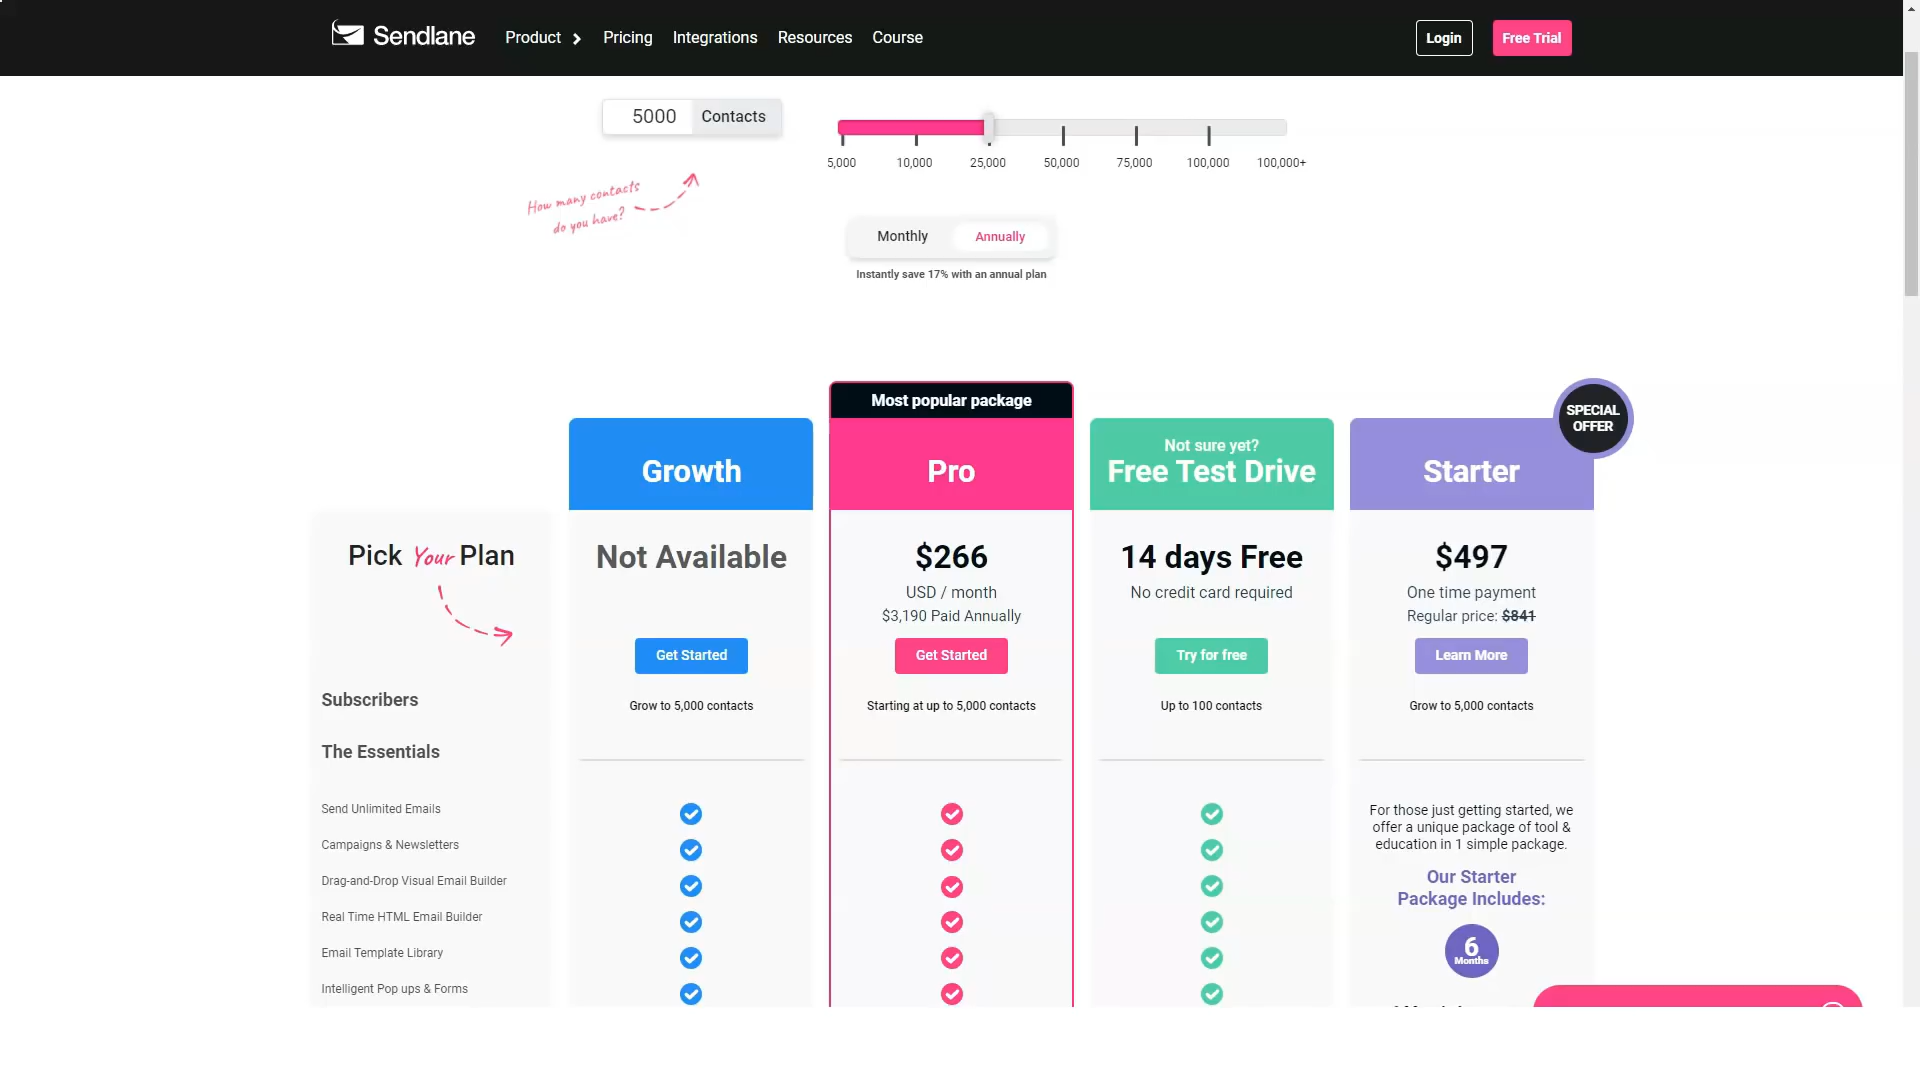 Sendlane
Product
Pricing
Integrations
Resources
Course
Login
Free Trial
5000 Contacts
5,000
10,000
25,000
50,000
75,000
100,000
100,000+
How many contacts
do you have?
Monthly
Annually
Instantly save 17% with an annual plan
Pick Your Plan
Subscribers
The Essentials
Send Unlimited Emails
Campaigns & Newsletters
Drag-and-Drop Visual Email Builder
Real Time HTML Email Builder
Email Template Library
Intelligent Pop ups & Forms
Growth
Not Available
Get Started
Grow to 5,000 contacts
Most popular package
Pro
$266
USD / month
$3,190 Paid Annually
Get Started
Starting at up to 5,000 contacts
Not sure yet?
Free Test Drive
14 days Free
No credit card required
Try for free
Up to 100 contacts
SPECIAL
OFFER
Starter
$497
One time payment
Regular price: $841
Learn More
Grow to 5,000 contacts
For those just getting started, we
offer a unique package of tool &
education in 1 simple package.
Our Starter
Package Includes:
6
Months